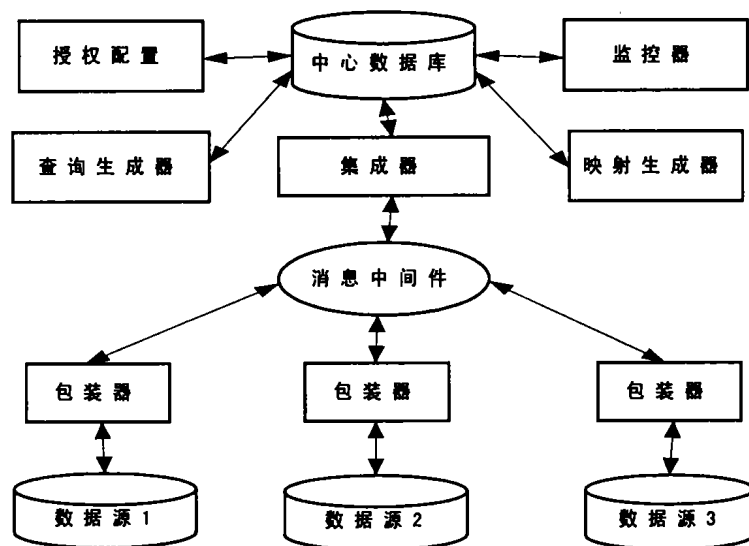 授权配置
中心数据库
监控器
查询生成器
集成器
映射生成器
消息中间件
包装器
包装器
包装器
数据源1
数据源2
数据源3